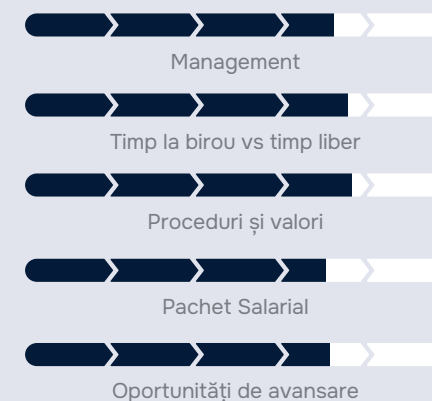 Management
Timp la birou vs timp liber
Proceduri și valori
Pachet Salarial
Oportunități de avansare